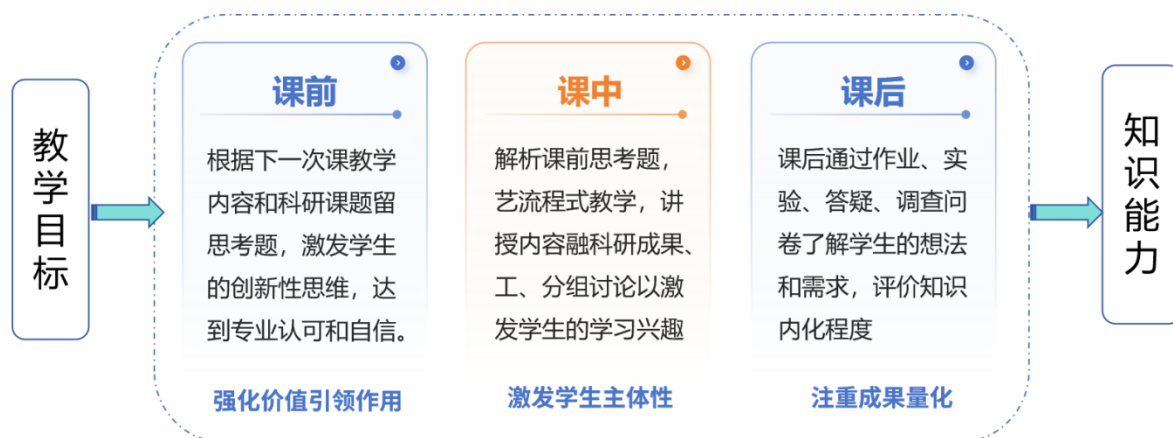 教学目标
课前
根据下一次课教学
内容和科研课题留
思考题，激发学生
的创新性思维，达
到专业认可和自信。
强化价值引领作用
课中
解析课前思考题，
艺流程式教学，讲
授内容融科研成果、
工、分组讨论以激
发学生的学习兴趣
激发学生主体性
课后
课后通过作业、实
验、答疑、调查问
卷了解学生的想法
和需求，评价知识
内化程度
注重成果量化
知识能力